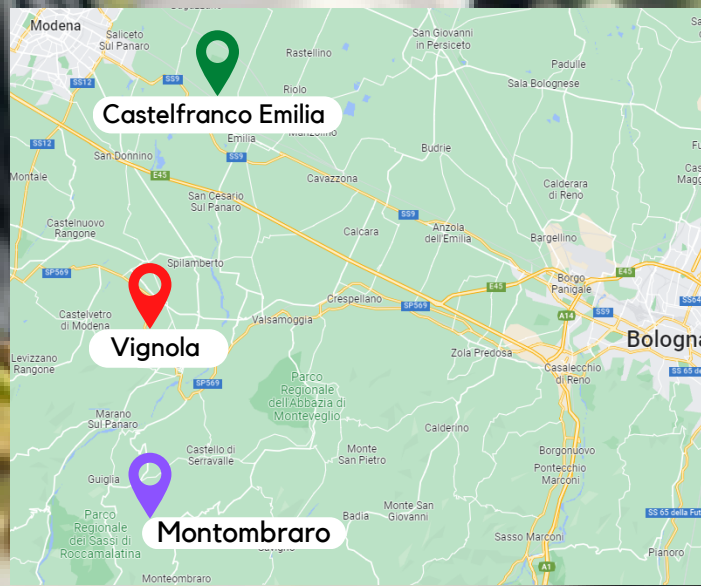 Modena
Saliceto
Sul Panaro
San Giovanni
in Persiceto
Rastellino
Padulle
SS12
SS9
Riolo
Sala Bolognese
Castelfranco Emilia
Emilia
SS12
San Donnino
SS9
Budrie
Montale
E45
Cavazzona
Calderara
di Reno
San Cesario
Sul Panaro
SS9
Castelnuovo
Rangone
Calcara
Anzola
dell'Emilia
Bargellino
Spilamberto
SP569
Borgo
Panigale
E45
E45
Crespellano
SP569
Castelvetro
di Modena
Valsamoggia
A14
SS9
SS64
Vignola
Bologna
Zola Predosa
Levizzano
Rangone
Casalecchio
di Reno
SP569
Parco
Regionale
dell'Abbazia di
Monteveglio
Marano
Sul Panaro
Calderino
Castello di
Serravalle
Monte
San Pietro
Borgonuovo
Guiglia
Pontecchio
Marconi
Parco
Regionale
dei Sassi di
Roccamalatina
Monte San
Giovanni
Badia
Montombraro
Sasso Marconi
Pianoro
A1
Monteombraro